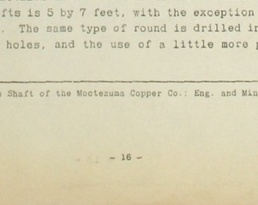 fts is 5 by 7 feet, with the exception
. The same type of round is drilled in
holes, and the use of a little more p
Shaft of the Moctezuma Copper Co.: Eng. and Min
- 16 -